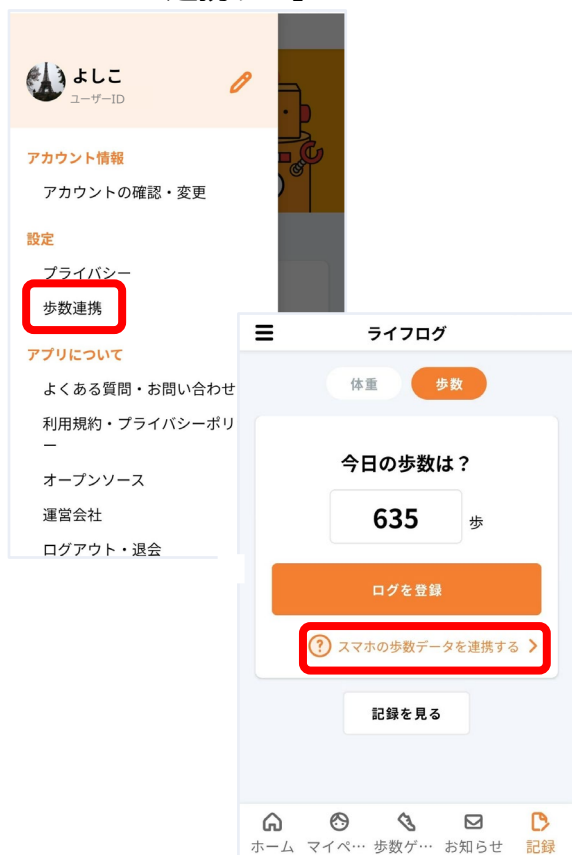 よしこ
ユーザーID
アカウント情報
アカウントの確認・変更
設定
プライバシー
歩数連携
アプリについて
よくある質問・お問い合わせ
利用規約・プライバシーポリ
ー
オープンソース
運営会社
ログアウト・退会
ライフログ
体重
歩数
今日の歩数は？
635 歩
ログを登録
? スマホの歩数データを連携する
記録を見る
ホーム マイペ… 歩数ゲ… お知らせ 記録